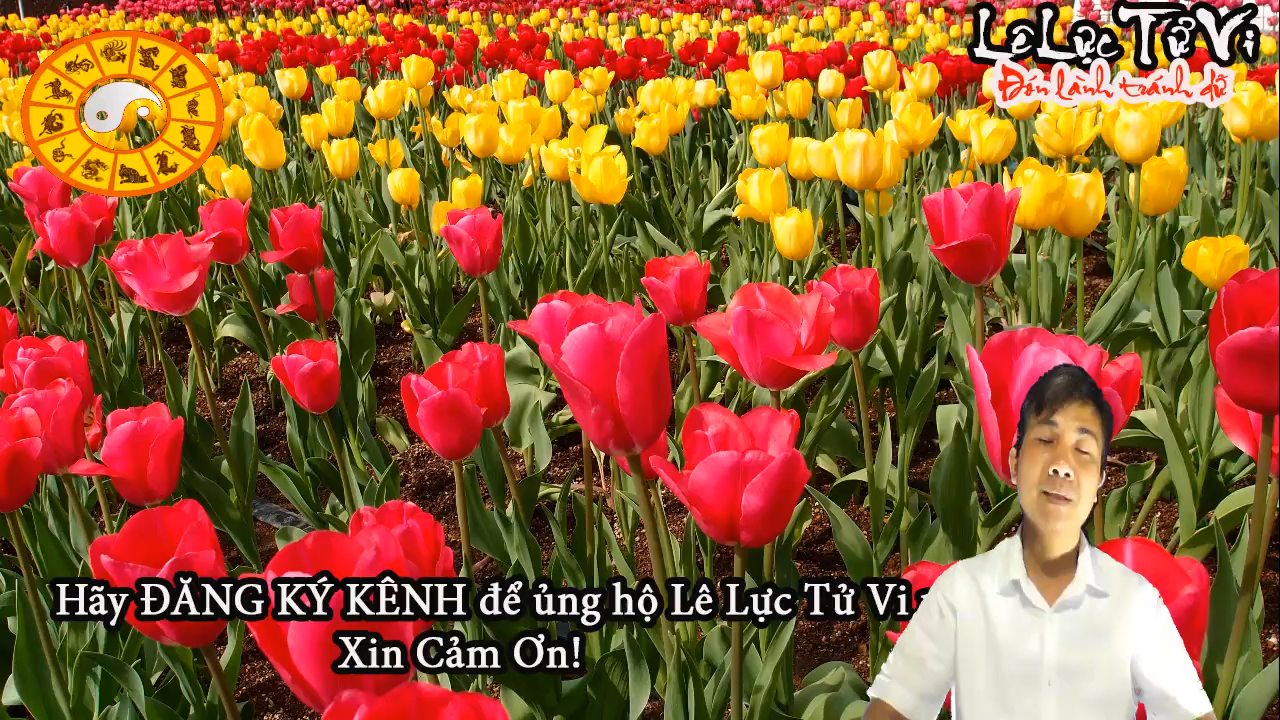 Lê Lực Tử Vi
Đón lành tránh dữ
Hãy ĐĂNG KÝ KÊNH để ủng hộ Lê Lực Tử Vi
Xin Cảm Ơn!